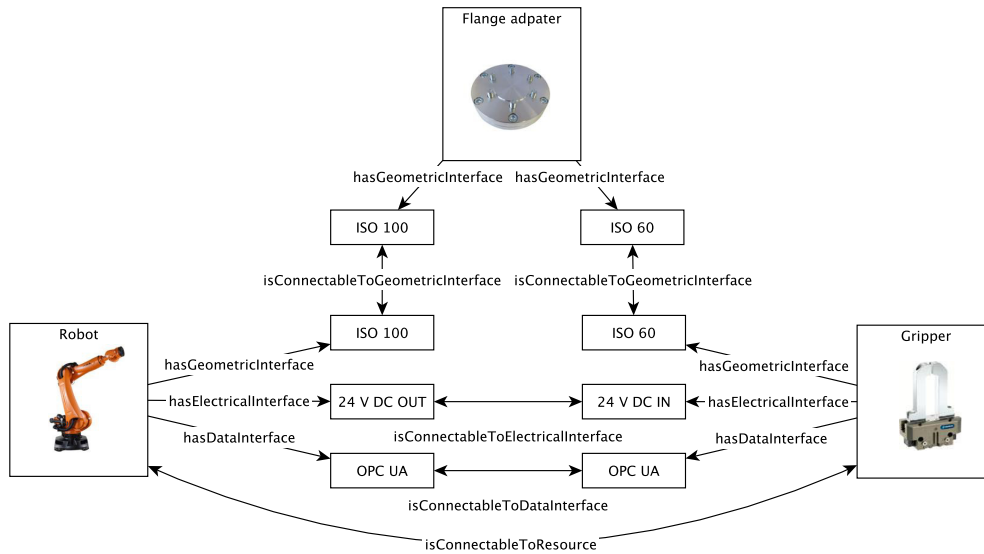 Flange adpater
hasGeometricInterface
hasGeometricInterface
ISO 100
ISO 60
isConnectableToGeometricInterface
isConnectableToGeometricInterface
Robot
ISO 100
ISO 60
Gripper
hasGeometricInterface
hasGeometricInterface
hasElectricalInterface
24 V DC OUT
24 V DC IN
hasElectricalInterface
isConnectableToElectricalInterface
hasDataInterface
hasDataInterface
OPC UA
OPC UA
isConnectableToDataInterface
isConnectableToResource